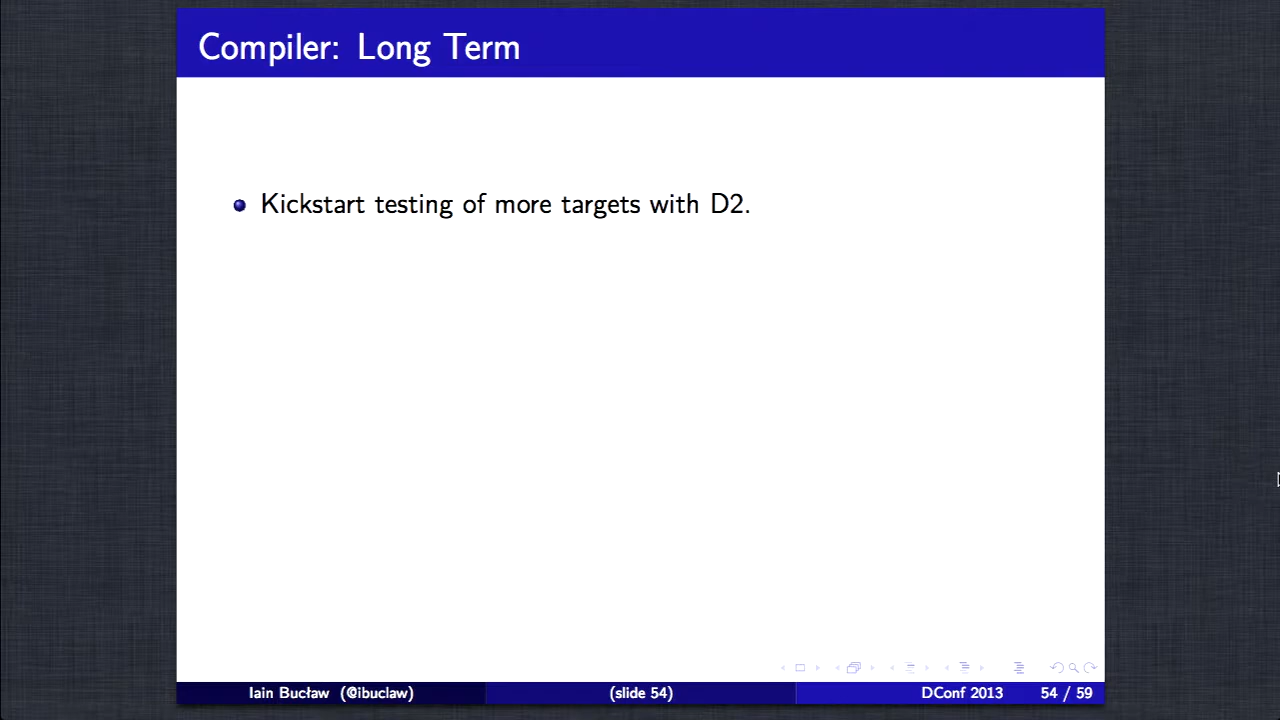 Compiler: Long Term
Kickstart testing of more targets with D2.
Iain Bucław (@ibuclaw) (slide 54) DConf 2013 54 / 59